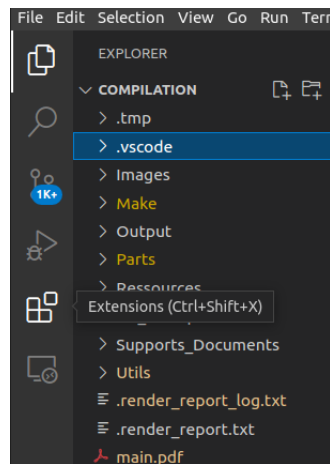 File Edit Selection View Go Run Terr
EXPLORER
COMPILATION
.tmp
.vscode
Images
1K+
Make
Output
Parts
Ressources
Extensions (Ctrl+Shift+X)
Supports_Documents
Utils
.render_report_log.txt
.render_report.txt
main.pdf